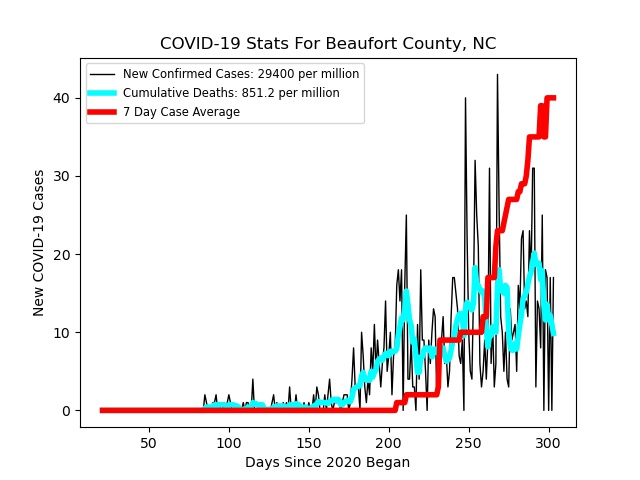 COVID-19 Stats For Beaufort County, NC
New Confirmed Cases: 29400 per million
Cumulative Deaths: 851.2 per million
7 Day Case Average
New COVID-19 Cases
40
30
20
10
0
50 100 150 200 250 300
Days Since 2020 Began